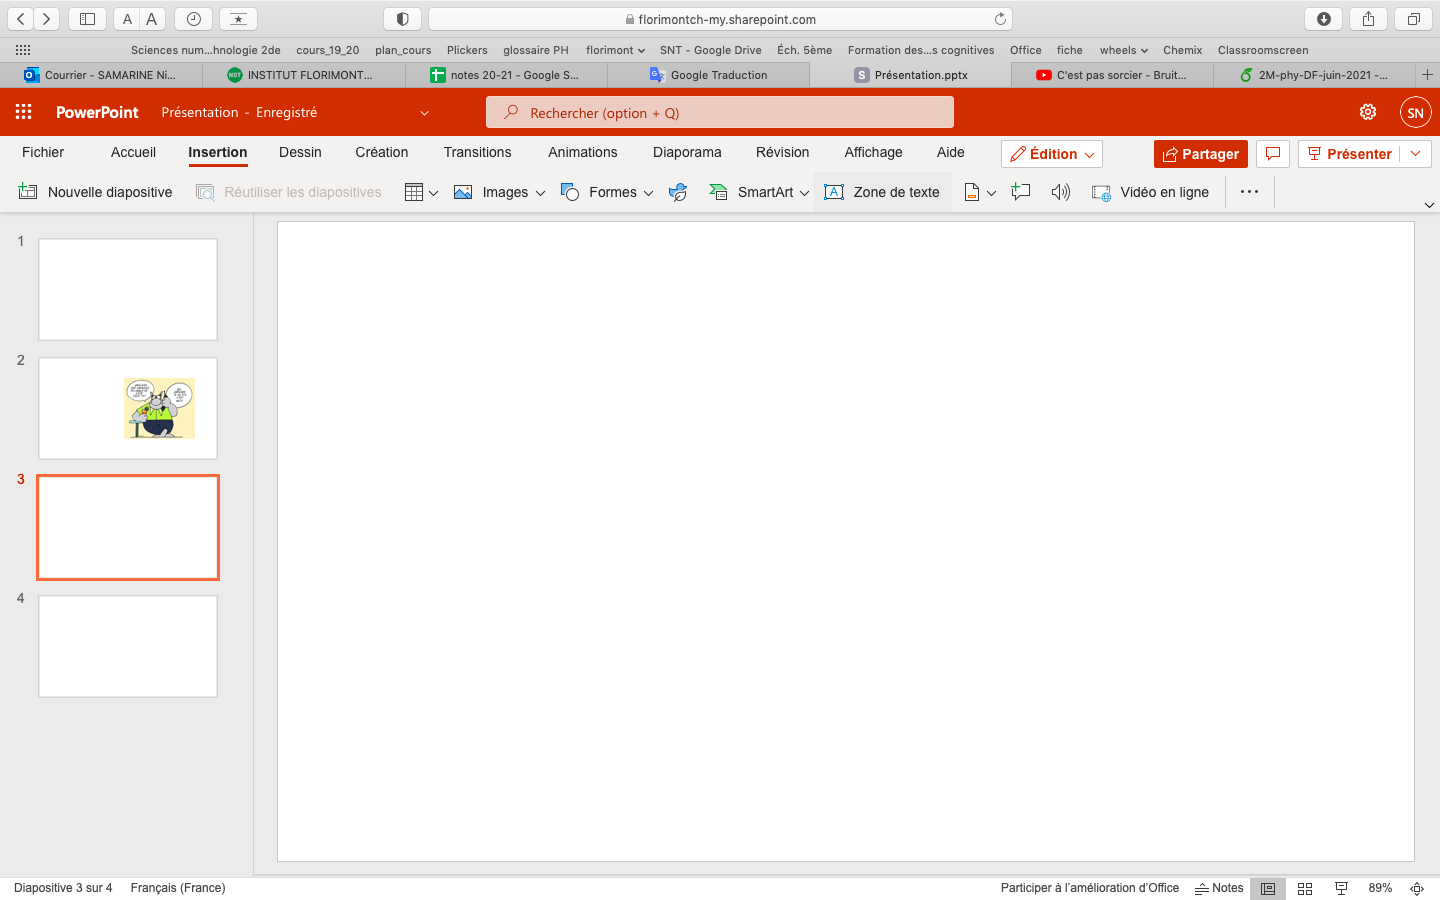 florimontch-my.sharepoint.com
Sciences num...hnologie 2de cours_19_20 plan_cours Plickers glossaire PH florimont SNT - Google Drive Éch. 5ème Formation des...s cognitives Office fiche wheels Chemix Classroomscreen
Courrier - SAMARINE Ni... INSTITUT FLORIMONT... notes 20-21 - Google S... Google Traduction Présentation.pptx C'est pas sorcier - Bruit... 2M-phy-DF-juin-2021 -...
PowerPoint Présentation - Enregistré Rechercher (option + Q) SN
Fichier Accueil Insertion Dessin Création Transitions Animations Diaporama Révision Affichage Aide Édition Partager Présenter
Nouvelle diapositive Réutiliser les diapositives Images Formes SmartArt Zone de texte Vidéo en ligne
1
2
3
4
Diapositive 3 sur 4 Français (France) Participer à l'amélioration d'Office Notes 89%